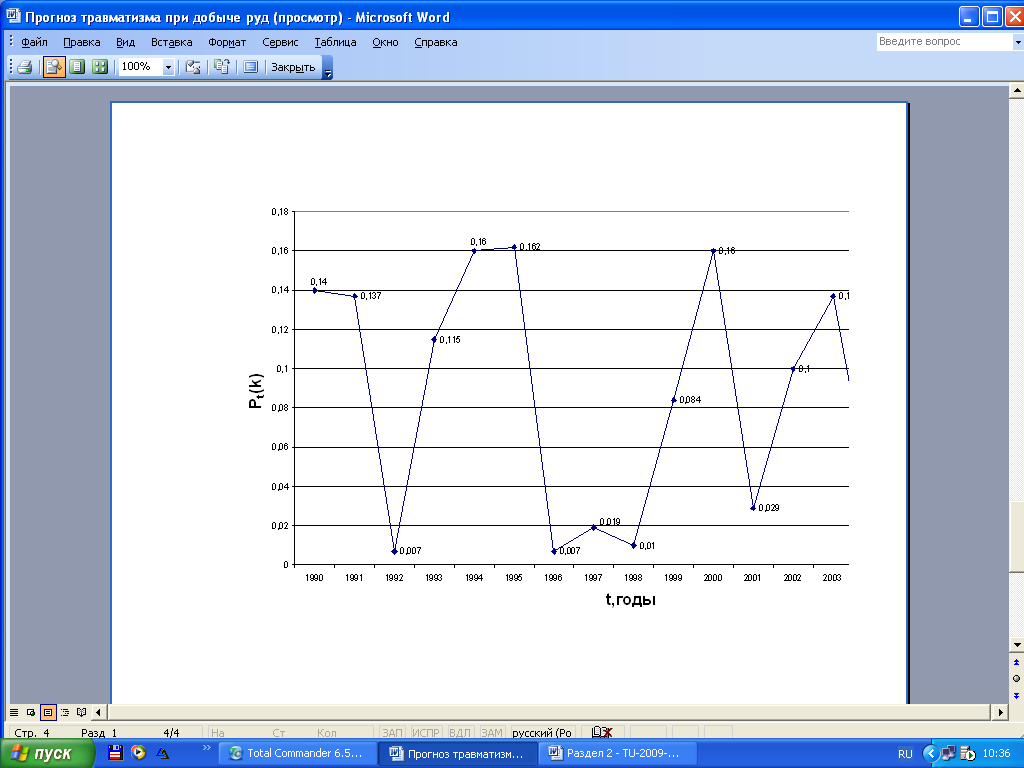 Прогноз травматизма при добыче руд (просмотр) - Microsoft Word
Файл Правка Вид Вставка Формат Сервис Таблица Окно Справка
Введите вопрос
100% Закрыть
0,18
0,16
0,14
0,12
0,1
0,08
0,06
0,04
0,02
0
Pt(k)
0,14
0,137
0,007
0,115
0,16
0,162
0,007
0,019
0,01
0,084
0,16
0,029
0,1
0,1
1990 1991 1992 1993 1994 1995 1996 1997 1998 1999 2000 2001 2002 2003
t,годы
Стр. 4 Разд 1 4/4 На Ст Кол ЗАП ИСПР ВДЛ ЗАМ русский (Ро
пуск Total Commander 6.5... Прогноз травматизм... Раздел 2 - TU-2009-... RU 10:36